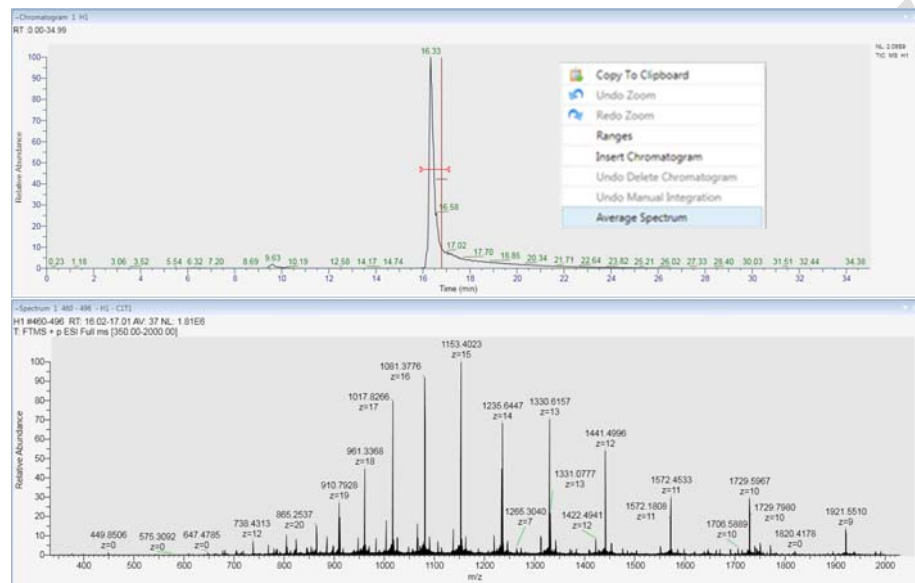 Chromatogram 1 H1
RT: 0.00-34.99
NL: 2.06E9
TIC MS H1
Relative Abundance
100
90
80
70
60
50
40
30
20
10
0
16.33
16.58
17.02
0.23 1.18 3.06 3.52 5.54 6.32 7.20 8.69 9.63 10.19 12.58 14.17 14.74 17.70 18.86 20.34 21.71 22.64 23.82 25.21 26.02 27.33 28.40 30.03 31.51 32.44 34.38
0 2 4 6 8 10 12 14 16 18 20 22 24 26 28 30 32 34
Time (min)
Copy To Clipboard
Undo Zoom
Redo Zoom
Ranges
Insert Chromatogram
Undo Delete Chromatogram
Undo Manual Integration
Average Spectrum
Spectrum 1 460 - 496 - H1 - C1T1
H1 #460-496 RT: 16.02-17.01 AV: 37 NL: 1.81E6
T: FTMS + p ESI Full ms [350.00-2000.00]
Relative Abundance
100
90
80
70
60
50
40
30
20
10
0
449.8506
z=0
575.3092
z=0
647.4785
z=0
738.4313
z=12
865.2537
z=20
910.7928
z=19
961.3368
z=18
1017.8266
z=17
1081.3776
z=16
1153.4023
z=15
1235.6447
z=14
1265.3040
z=7
1330.6157
z=13
1331.0777
z=13
1422.4941
z=12
1441.4996
z=12
1572.4533
z=11
1572.1808
z=11
1706.5889
z=10
1729.5967
z=10
1729.7980
z=10
1820.4178
z=0
1921.5510
z=9
400 500 600 700 800 900 1000 1100 1200 1300 1400 1500 1600 1700 1800 1900 2000
m/z